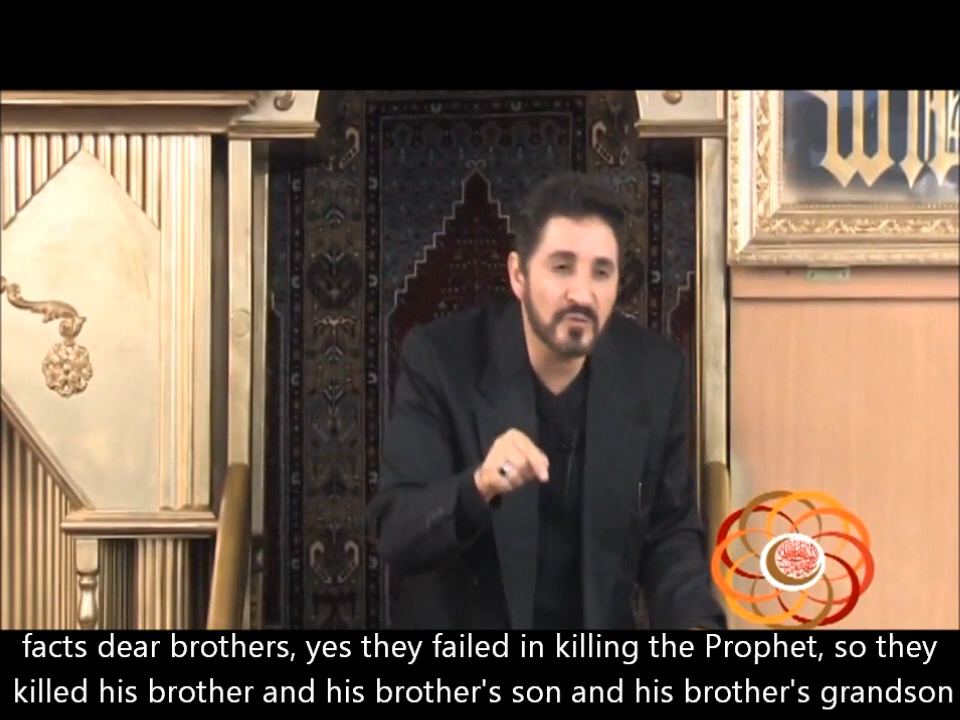 facts dear brothers, yes they failed in killing the Prophet, so they
killed his brother and his brother's son and his brother's grandson